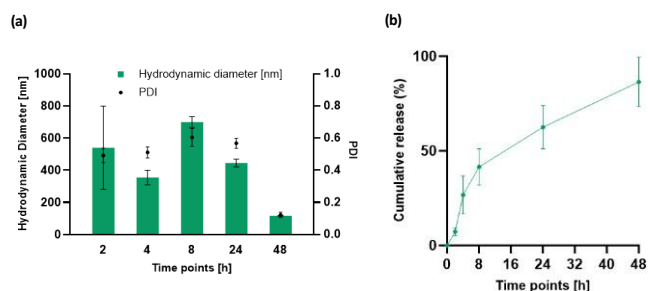 (a)
Hydrodynamic diameter [nm]
PDI
Hydrodynamic Diameter [nm]
1000
800
600
400
200
0
1.0
0.8
0.6
0.4
0.2
0.0
PDI
2 4 8 24 48
Time points [h]
(b)
Cumulative release (%)
100
50
0
0 8 16 24 32 40 48
Time points [h]